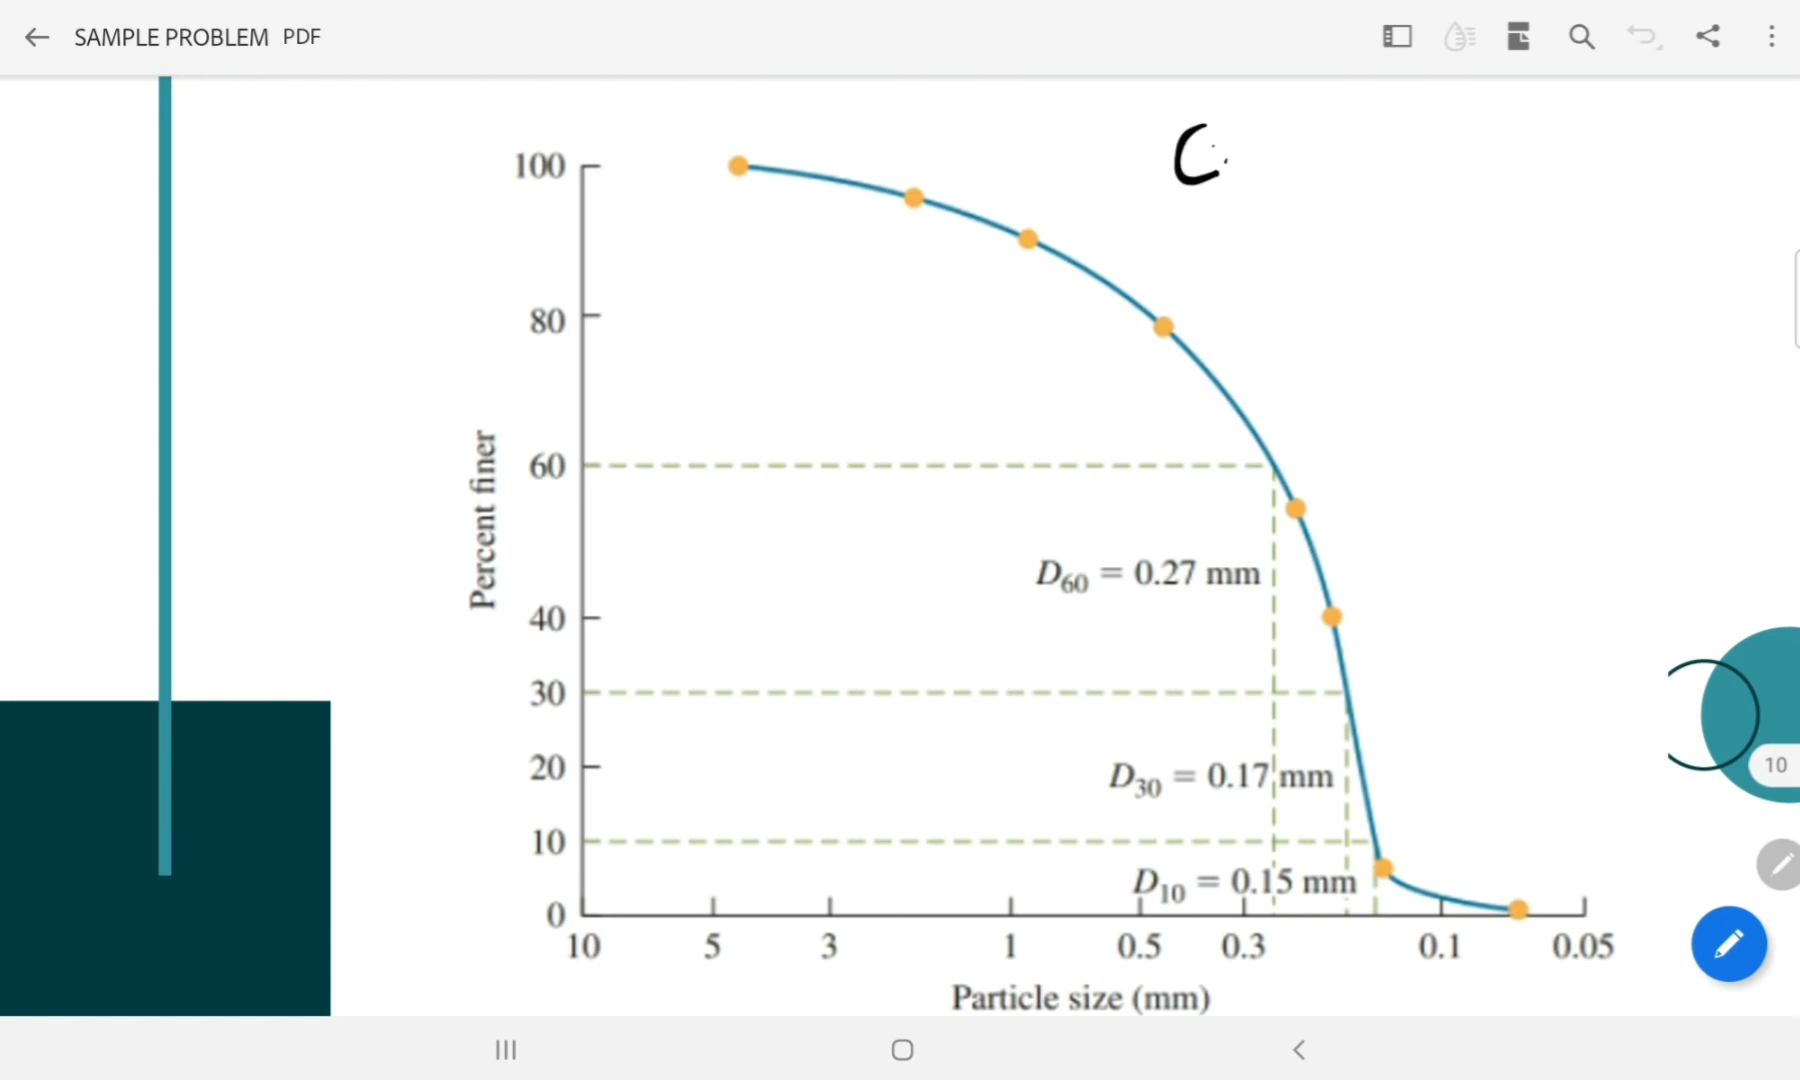 SAMPLE PROBLEM PDF
C
100
80
60
40
30
20
10
0
Percent finer
D60 = 0.27 mm
D30 = 0.17 mm
D10 = 0.15 mm
10 5 3 1 0.5 0.3 0.1 0.05
Particle size (mm)
10